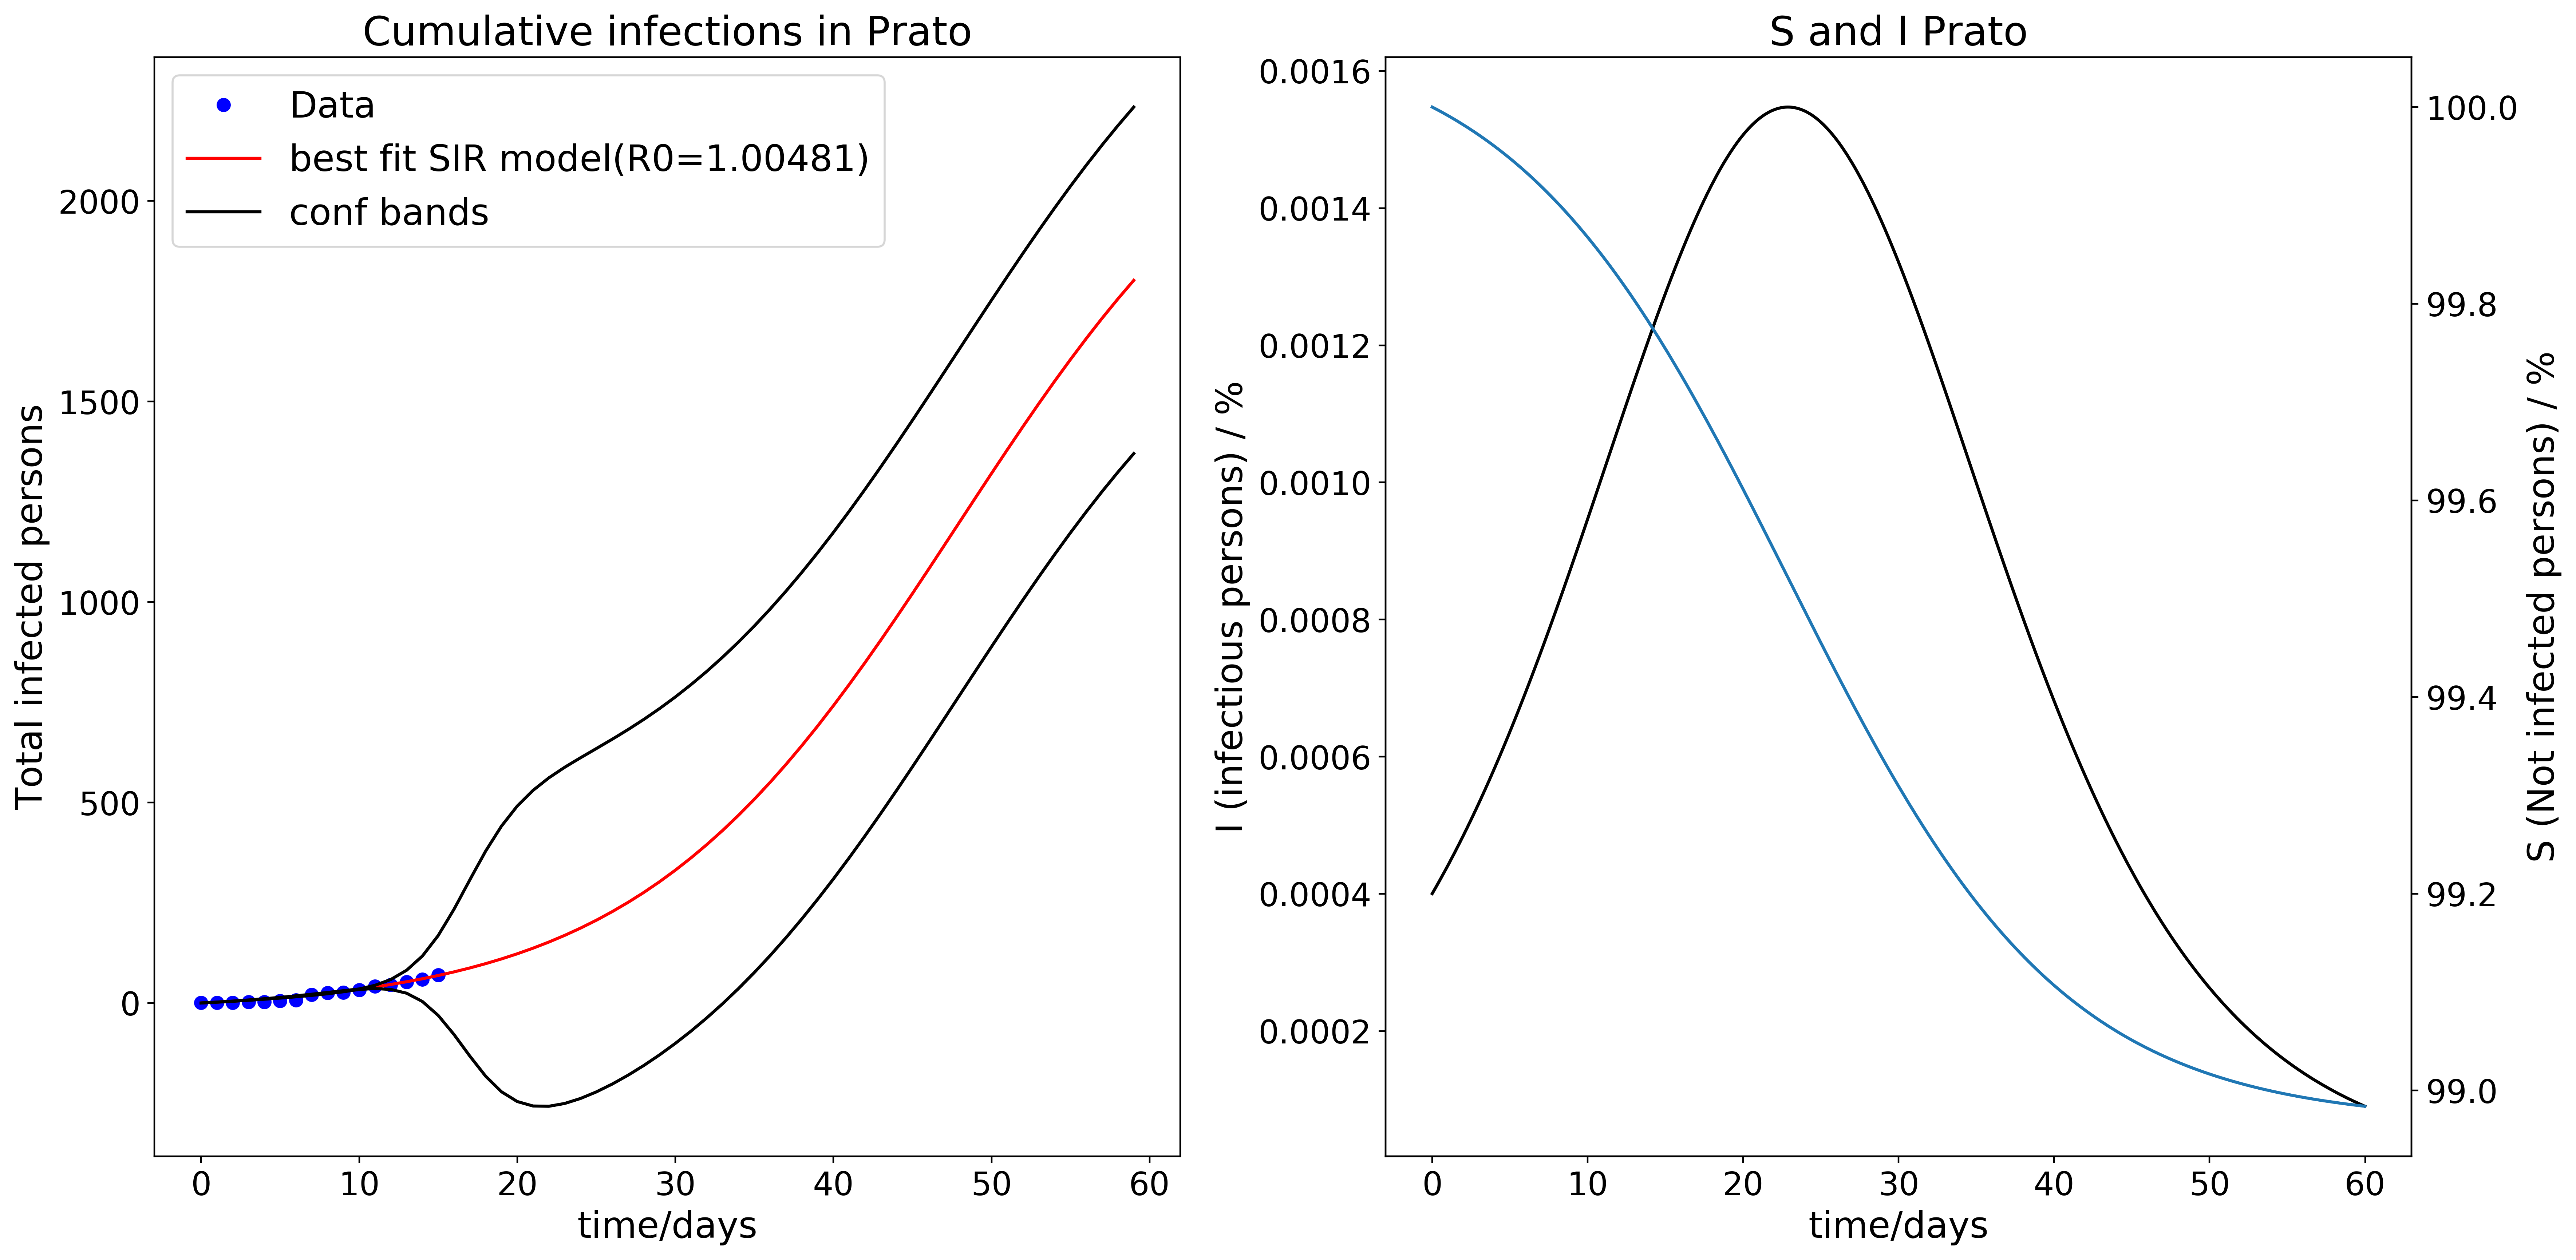 Cumulative infections in Prato
Data
best fit SIR model(R0=1.00481)
conf bands
Total infected persons
2000
1500
1000
500
0
0 10 20 30 40 50 60
time/days
S and I Prato
I (infectious persons) / %
0.0016
0.0014
0.0012
0.0010
0.0008
0.0006
0.0004
0.0002
0 10 20 30 40 50 60
time/days
100.0
99.8
99.6
99.4
99.2
99.0
S (Not infected persons) / %